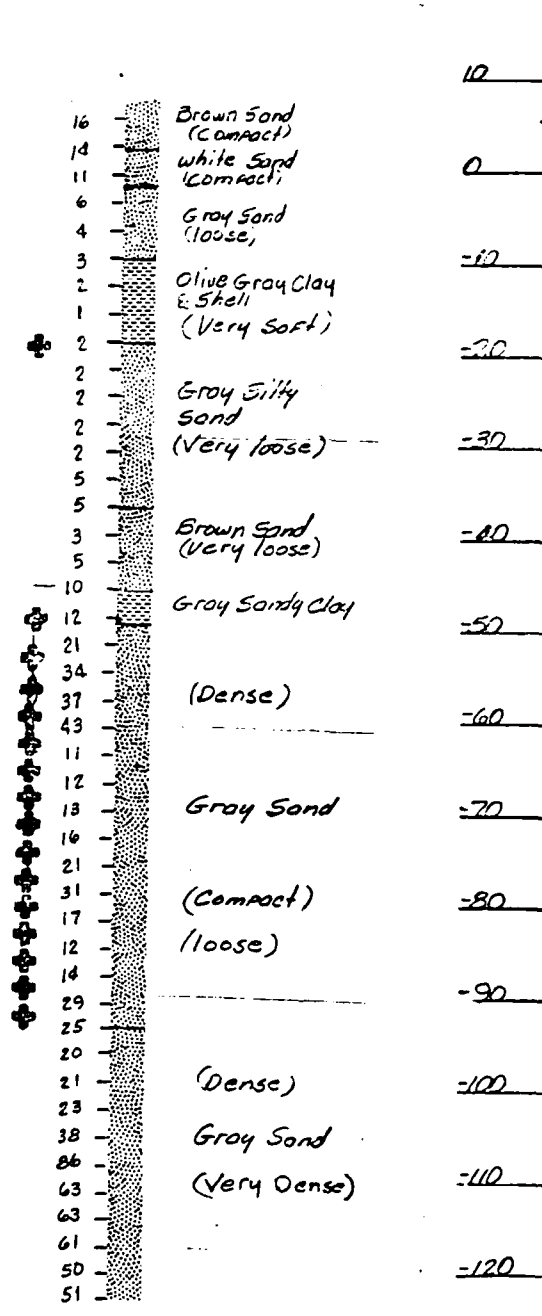 10
16 Brown Sand
(Compact)
14
White Sand
11 (Compact) 0
6
Gray Sand
4 (loose)
3 -10
2 Olive Gray Clay
& Shell
1 (Very Soft)
2 -20
2
2 Gray Silty
Sand
2
2 (Very loose) -30
5
5
3 Brown Sand -40
(Very loose)
5
10
Gray Sandy Clay
12 -50
21
34
37 (Dense)
43 -60
11
12
13 Gray Sand -70
16
21
31 (Compact) -80
17
12 (loose)
14
29 -90
25
20
21 (Dense) -100
23
38 Gray Sand
86
63 (Very Dense) -110
63
61
50 -120
51